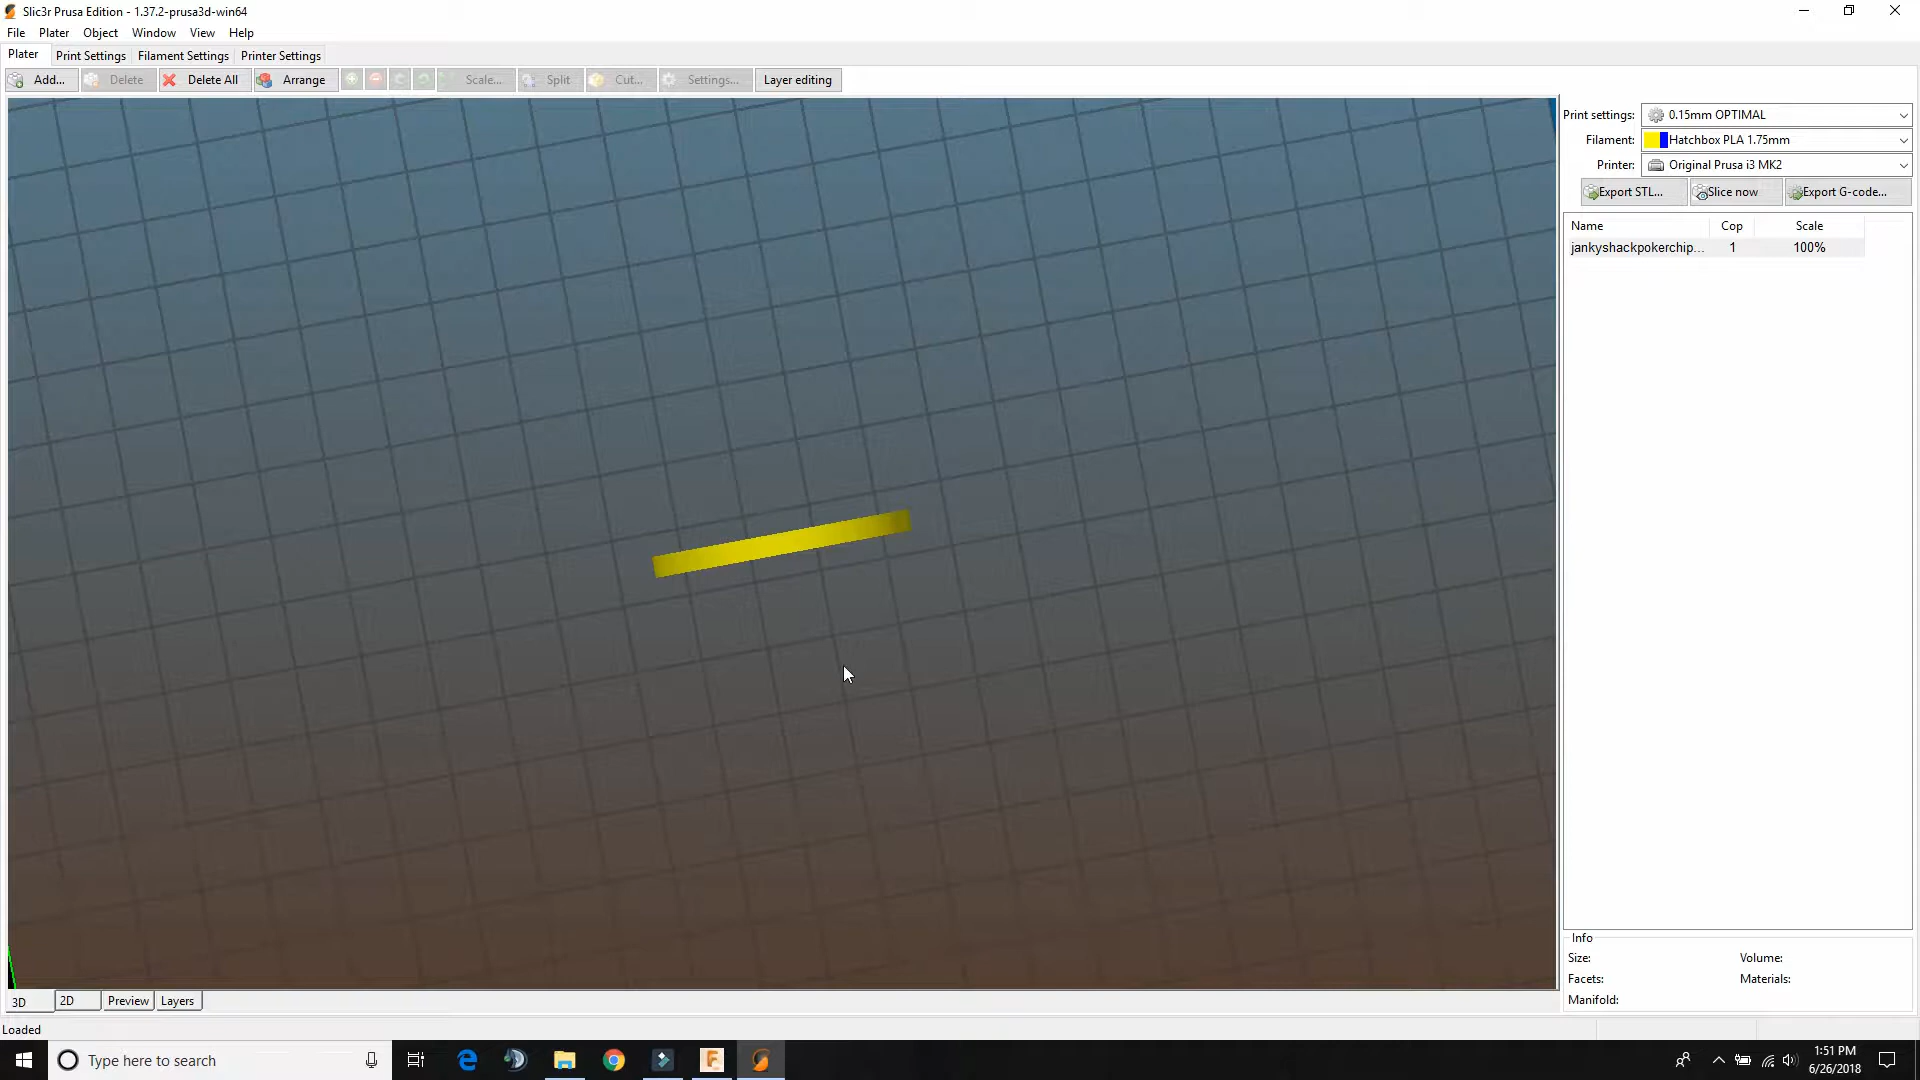 Slic3r Prusa Edition - 1.37.2-prusa3d-win64
File Plater Object Window View Help
Plater Print Settings Filament Settings Printer Settings
Add... Delete Delete All Arrange Scale... Split Cut... Settings... Layer editing
Print settings: 0.15mm OPTIMAL
Filament: Hatchbox PLA 1.75mm
Printer: Original Prusa i3 MK2
Export STL... Slice now Export G-code...
Name Cop Scale
jankyshackpokerchip... 1 100%
Info
Size: Volume:
Facets: Materials:
Manifold:
3D 2D Preview Layers
Loaded
Type here to search
1:51 PM
6/26/2018